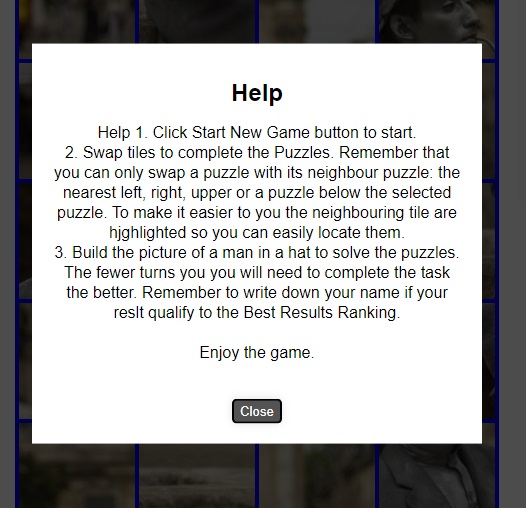 Help
Help 1. Click Start New Game button to start.
2. Swap tiles to complete the Puzzles. Remember that
you can only swap a puzzle with its neighbour puzzle: the
nearest left, right, upper or a puzzle below the selected
puzzle. To make it easier to you the neighbouring tile are
hjghlighted so you can easily locate them.
3. Build the picture of a man in a hat to solve the puzzles.
The fewer turns you you will need to complete the task
the better. Remember to write down your name if your
reslt qualify to the Best Results Ranking.
Enjoy the game.
Close